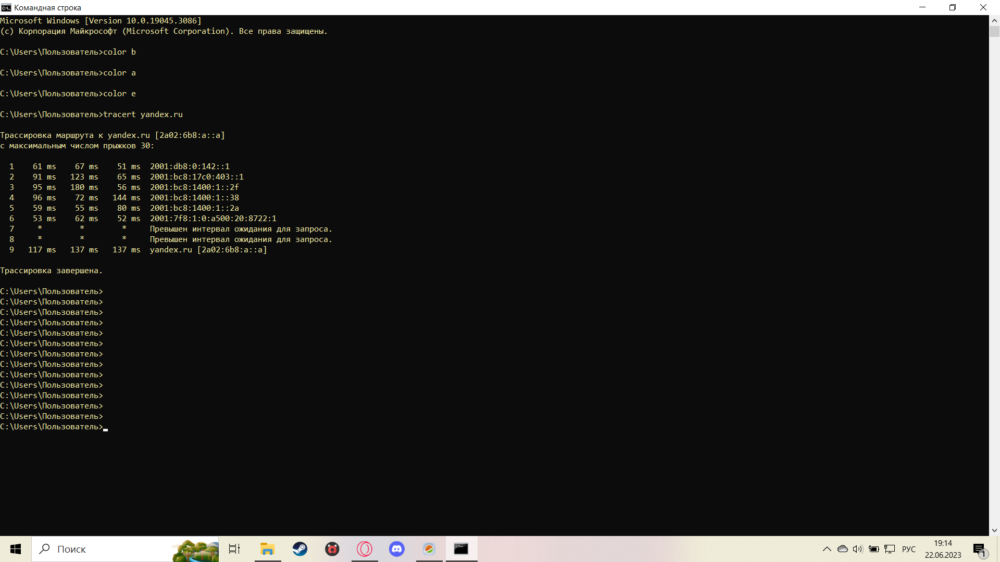 Командная строка
Microsoft Windows [Version 10.0.19045.3086]
(c) Корпорация Майкрософт (Microsoft Corporation). Все права защищены.
C:\Users\Пользователь>color b
C:\Users\Пользователь>color a
C:\Users\Пользователь>color e
C:\Users\Пользователь>tracert yandex.ru
Трассировка маршрута к yandex.ru [2a02:6b8:a::a]
с максимальным числом прыжков 30:
1 61 ms 67 ms 51 ms 2001:db8:0:142::1
2 91 ms 123 ms 65 ms 2001:bc8:17c0:403::1
3 95 ms 180 ms 56 ms 2001:bc8:1400:1::2f
4 96 ms 72 ms 144 ms 2001:bc8:1400:1::38
5 59 ms 55 ms 80 ms 2001:bc8:1400:1::2a
6 53 ms 62 ms 52 ms 2001:7f8:1:0:a500:20:8722:1
7 * * * Превышен интервал ожидания для запроса.
8 * * * Превышен интервал ожидания для запроса.
9 117 ms 137 ms 137 ms yandex.ru [2a02:6b8:a::a]
Трассировка завершена.
C:\Users\Пользователь>
C:\Users\Пользователь>
C:\Users\Пользователь>
C:\Users\Пользователь>
C:\Users\Пользователь>
C:\Users\Пользователь>
C:\Users\Пользователь>
C:\Users\Пользователь>
C:\Users\Пользователь>
C:\Users\Пользователь>
C:\Users\Пользователь>
C:\Users\Пользователь>
C:\Users\Пользователь>
C:\Users\Пользователь>
Поиск
РУС
19:14
22.06.2023
1